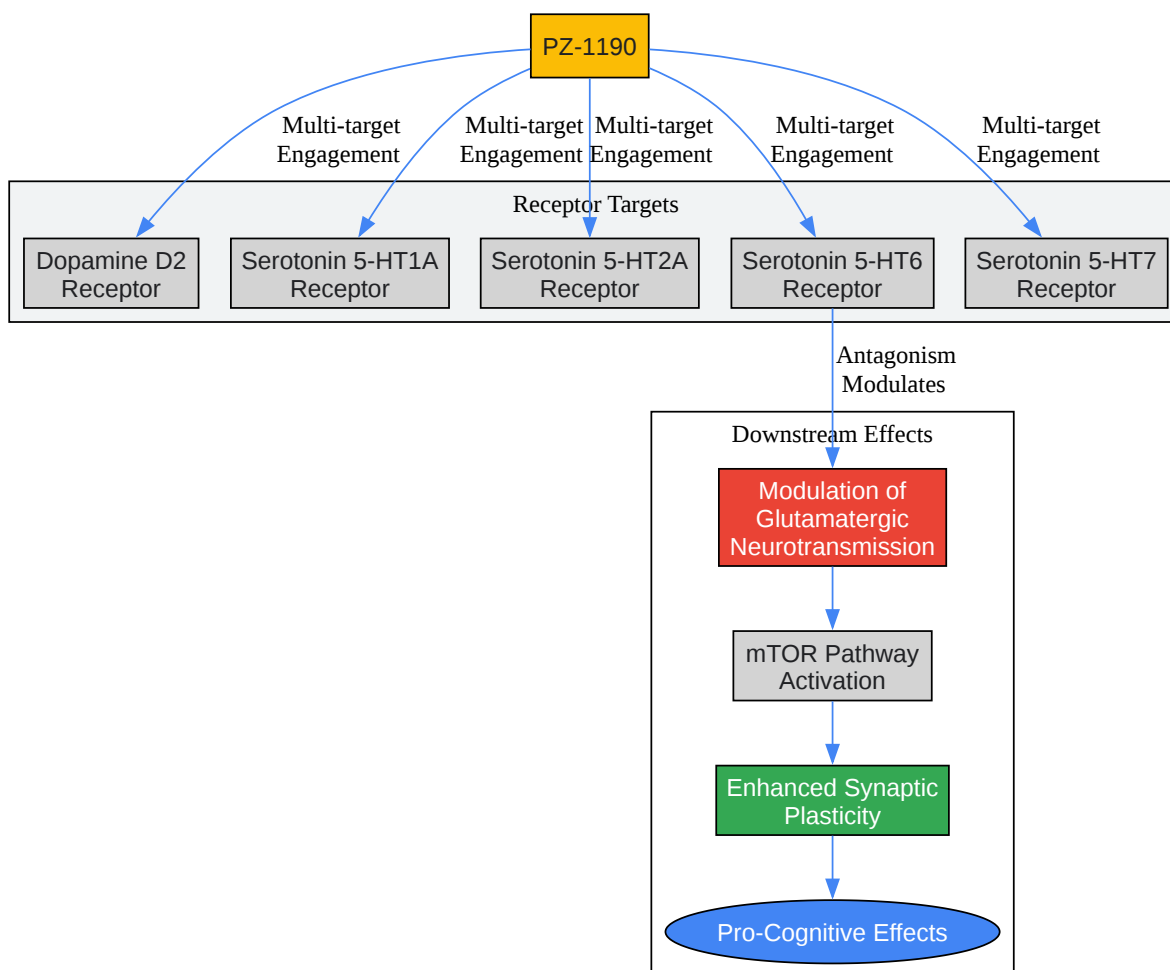 PZ-1190
Multi-target
Engagement
Multi-target
Engagement
Multi-target
Engagement
Multi-target
Engagement
Multi-target
Engagement
Receptor Targets
Dopamine D2
Receptor
Serotonin 5-HT1A
Receptor
Serotonin 5-HT2A
Receptor
Serotonin 5-HT6
Receptor
Serotonin 5-HT7
Receptor
Antagonism
Modulates
Downstream Effects
Modulation of
Glutamatergic
Neurotransmission
mTOR Pathway
Activation
Enhanced Synaptic
Plasticity
Pro-Cognitive Effects